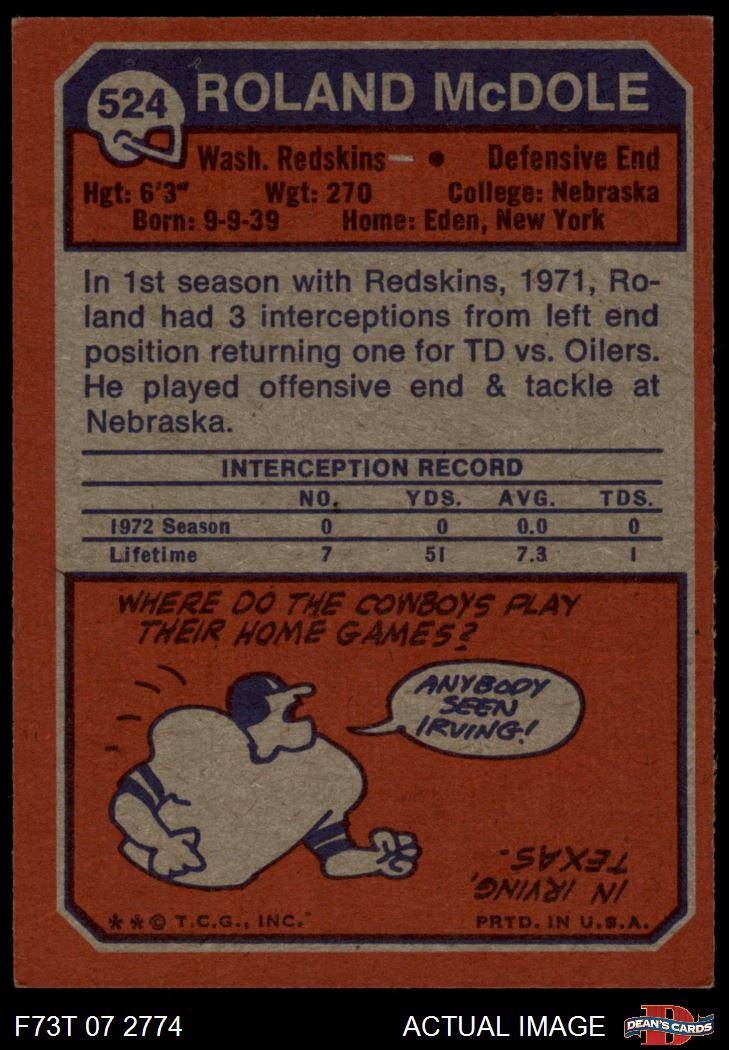 524 ROLAND McDOLE
Wash. Redskins • Defensive End
Hgt: 6'3" Wgt: 270 College: Nebraska
Born: 9-9-39 Home: Eden, New York
In 1st season with Redskins, 1971, Ro-
land had 3 interceptions from left end
position returning one for TD vs. Oilers.
He played offensive end & tackle at
Nebraska.
INTERCEPTION RECORD
NO. YDS. AVG. TDS.
1972 Season 0 0 0.0 0
Lifetime 7 51 7.3 1
WHERE DO THE COWBOYS PLAY
THEIR HOME GAMES?
ANYBODY
SEEN
IRVING!
IN IRVING,
TEXAS.
* * © T.C.G., INC. PRTD. IN U.S.A.
F73T 07 2774 ACTUAL IMAGE D DEAN'S CARDS